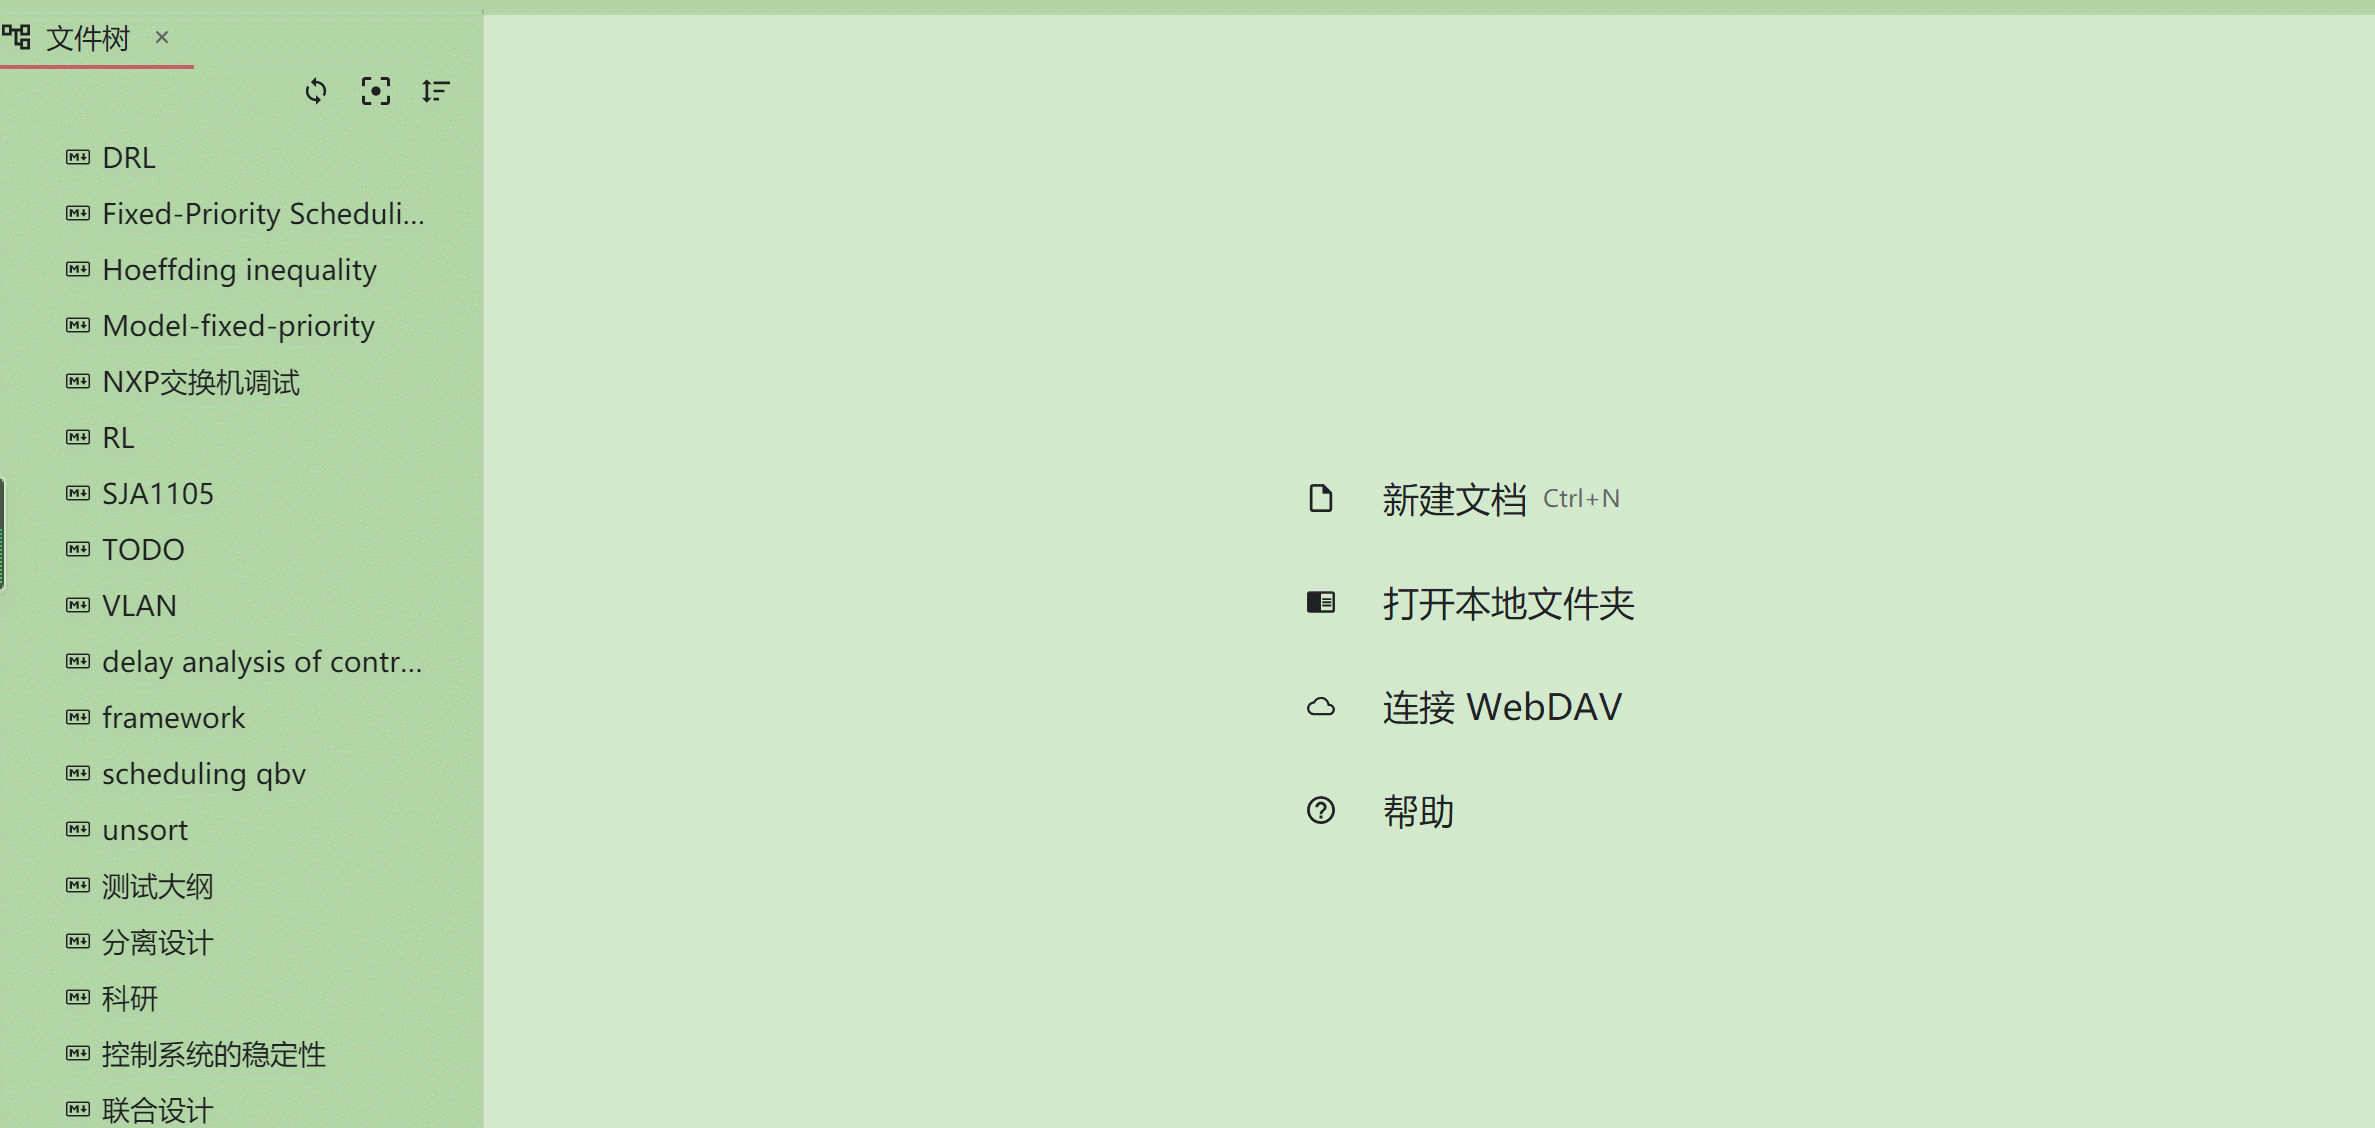 文件树
DRL
Fixed-Priority Scheduli...
Hoeffding inequality
Model-fixed-priority
NXP交换机调试
RL
SJA1105
TODO
VLAN
delay analysis of contr...
framework
scheduling qbv
unsort
测试大纲
分离设计
科研
控制系统的稳定性
联合设计
新建文档 Ctrl+N
打开本地文件夹
连接 WebDAV
帮助